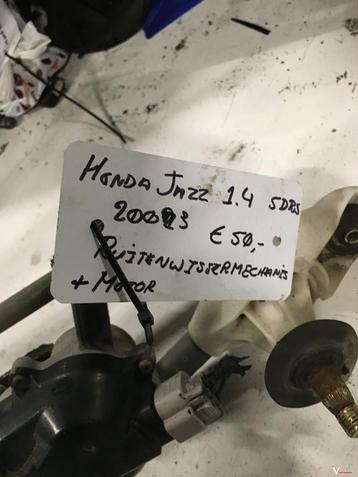 HONDA JAZZ 1.4 5DRS
2003
€ 50,-
RUITENWISSERMECHANIS
+ MOTOR